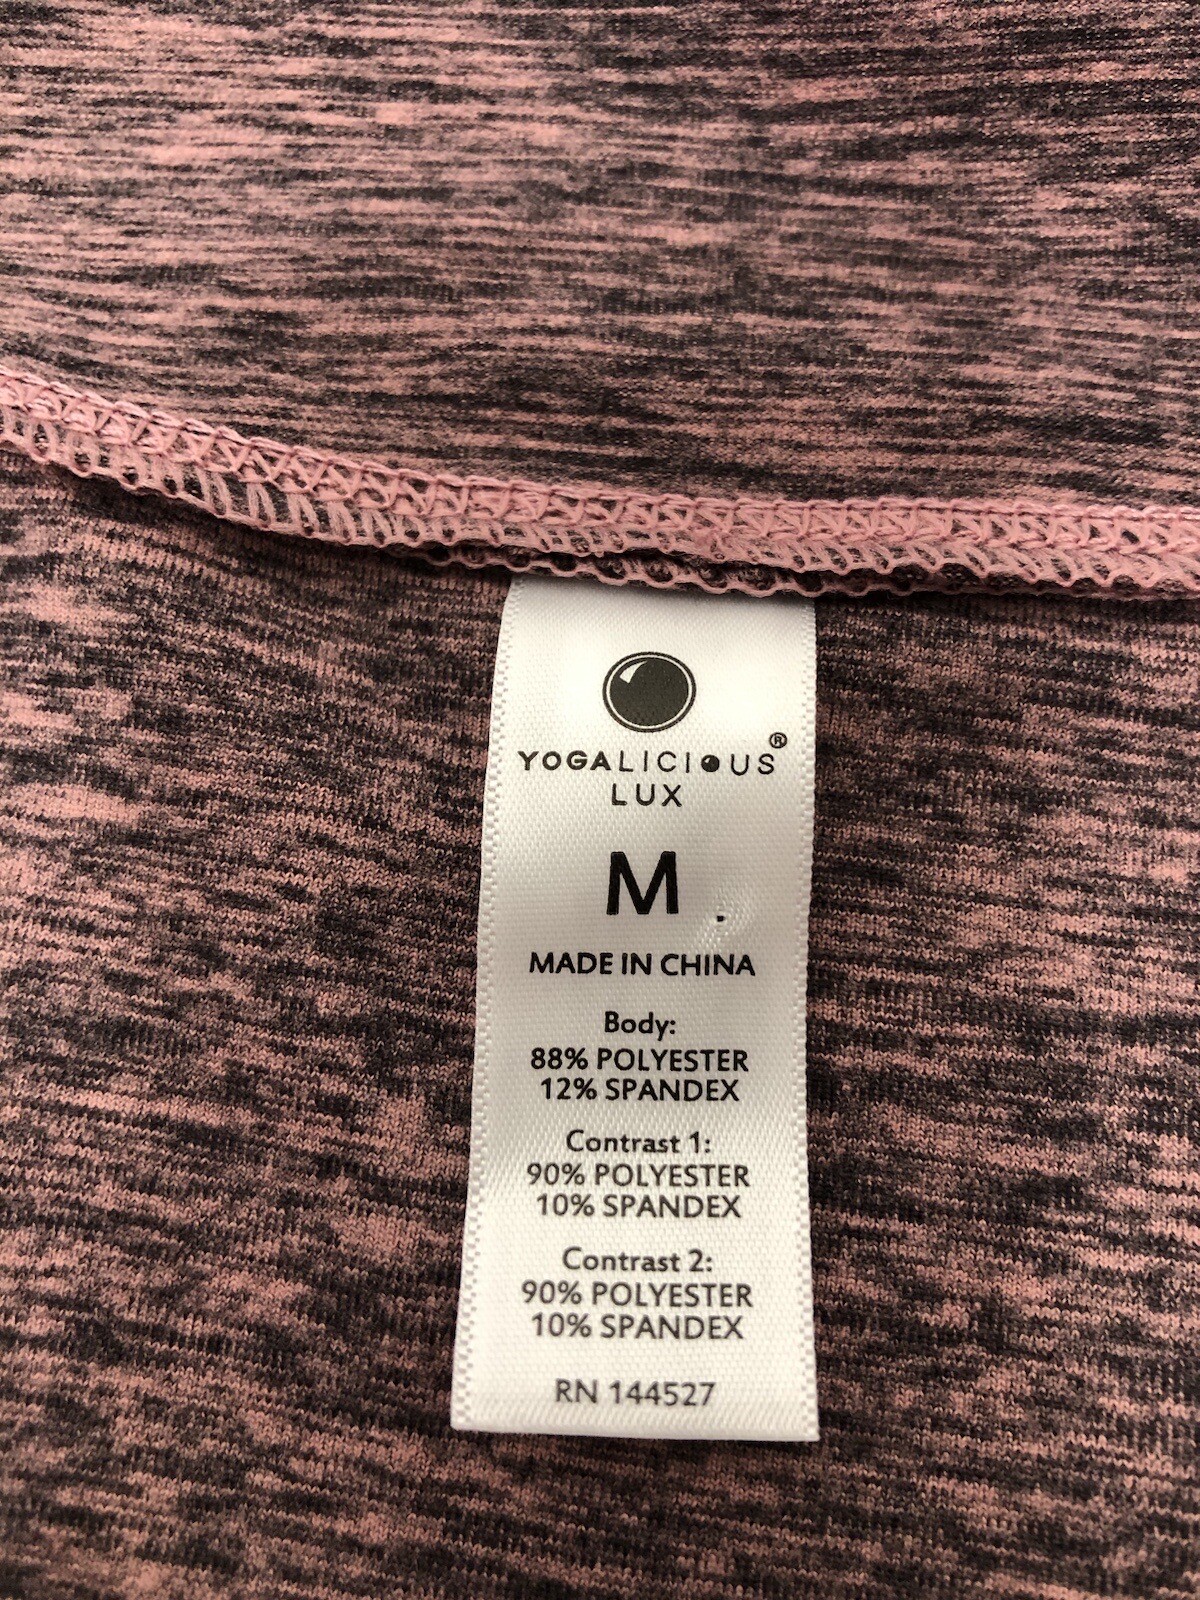 YOGALICIOUS®
LUX
M
MADE IN CHINA
Body:
88% POLYESTER
12% SPANDEX
Contrast 1:
90% POLYESTER
10% SPANDEX
Contrast 2:
90% POLYESTER
10% SPANDEX
RN 144527